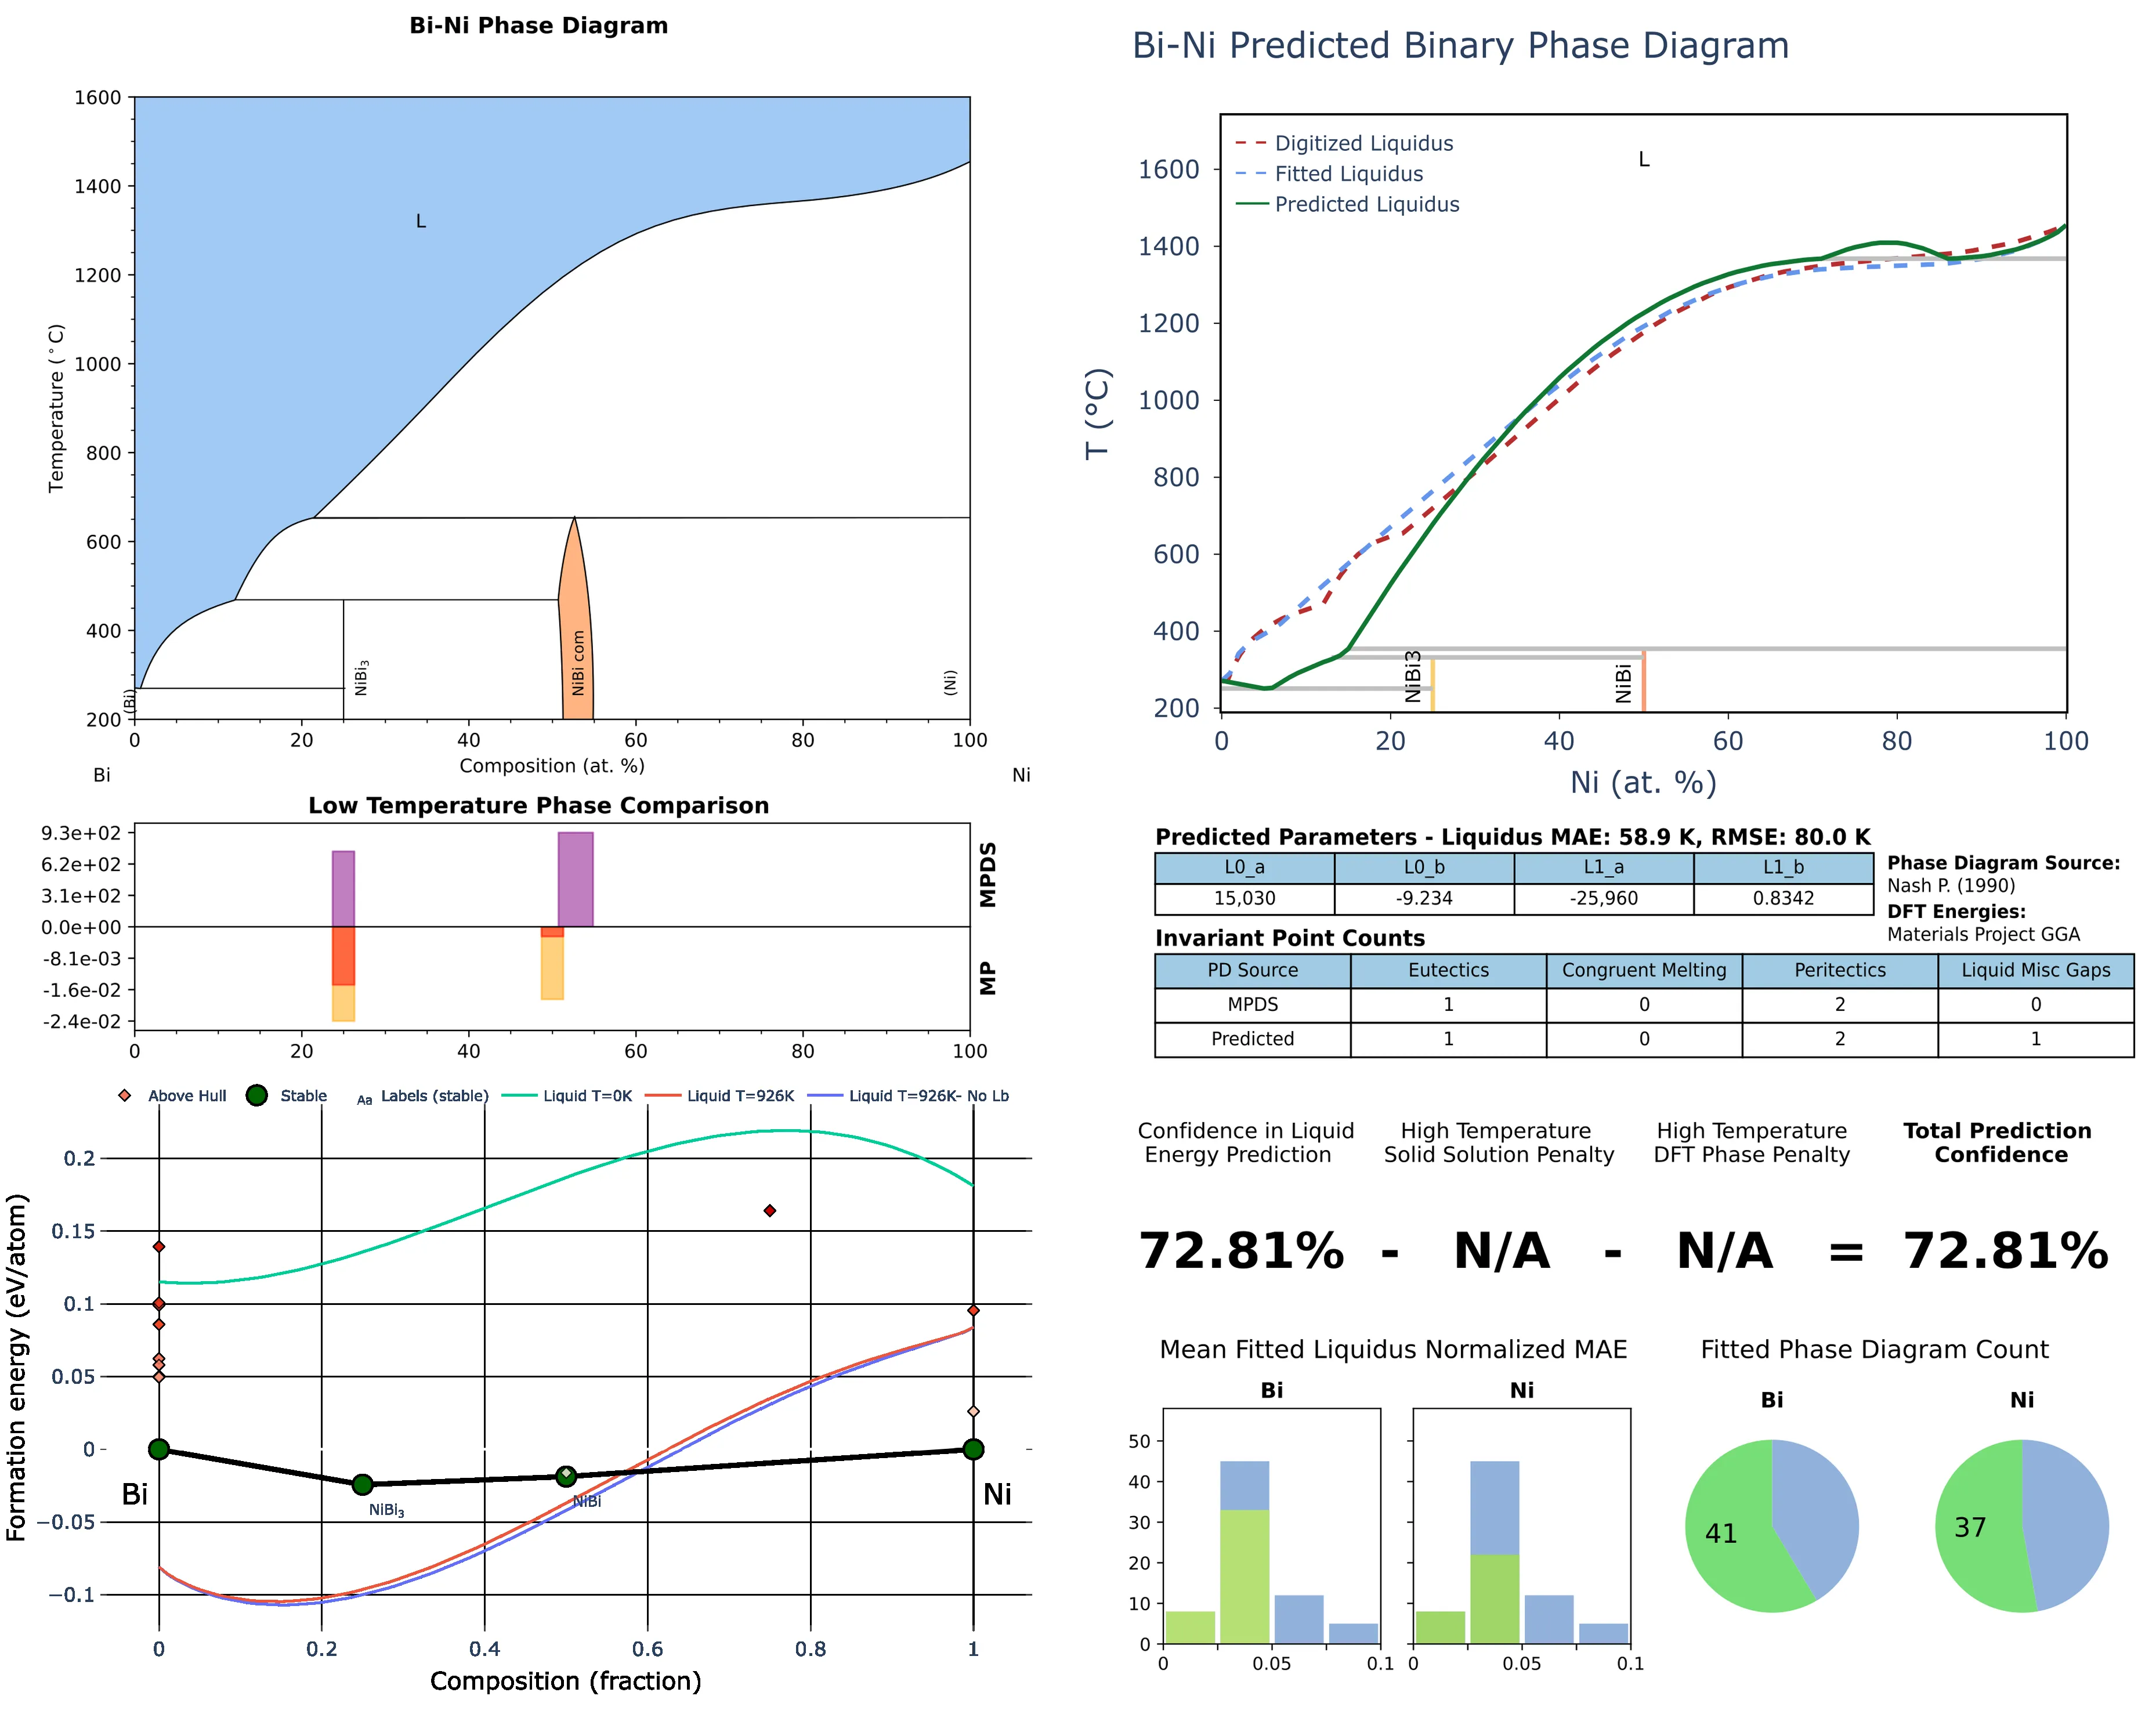 Bi-Ni Phase Diagram
1600
1400
1200
1000
800
600
400
200
Temperature (°C)
L
NiBi3
NiBi com
(Bi)
(Ni)
0 20 40 60 80 100
Composition (at. %)
Bi Ni
Low Temperature Phase Comparison
9.3e+02
6.2e+02
3.1e+02
0.0e+00
-8.1e-03
-1.6e-02
-2.4e-02
MPDS
MP
0 20 40 60 80 100
Above Hull Stable Aa Labels (stable) Liquid T=0K Liquid T=926K Liquid T=926K- No Lb
0.2
0.15
0.1
0.05
0
−0.05
−0.1
Formation energy (eV/atom)
Bi
NiBi3
NiBi
Ni
0 0.2 0.4 0.6 0.8 1
Composition (fraction)
Bi-Ni Predicted Binary Phase Diagram
Digitized Liquidus
Fitted Liquidus
Predicted Liquidus
L
1600
1400
1200
1000
800
600
400
200
T (°C)
NiBi3
NiBi
0 20 40 60 80 100
Ni (at. %)
Predicted Parameters - Liquidus MAE: 58.9 K, RMSE: 80.0 K
L0_a L0_b L1_a L1_b
15,030 -9.234 -25,960 0.8342
Phase Diagram Source:
Nash P. (1990)
DFT Energies:
Materials Project GGA
Invariant Point Counts
PD Source Eutectics Congruent Melting Peritectics Liquid Misc Gaps
MPDS 1 0 2 0
Predicted 1 0 2 1
Confidence in Liquid
Energy Prediction
High Temperature
Solid Solution Penalty
High Temperature
DFT Phase Penalty
Total Prediction
Confidence
72.81% - N/A - N/A = 72.81%
Mean Fitted Liquidus Normalized MAE
Bi Ni
50
40
30
20
10
0
0 0.05 0.1 0 0.05 0.1
Fitted Phase Diagram Count
Bi Ni
41 37